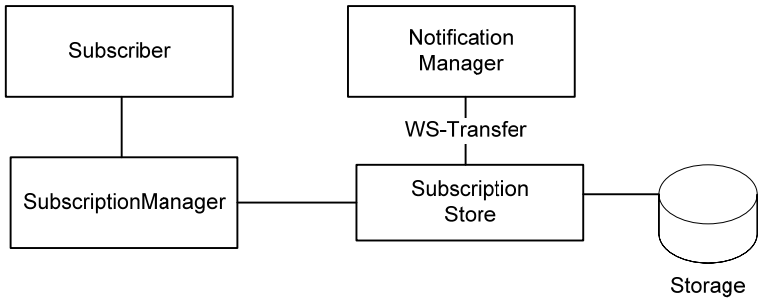 Subscriber
Notification
Manager
WS-Transfer
SubscriptionManager
Subscription
Store
Storage